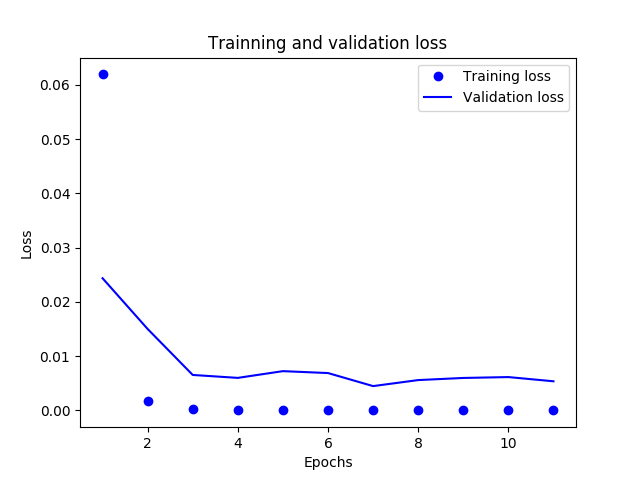 Trainning and validation loss
Training loss
Validation loss
Loss
0.06
0.05
0.04
0.03
0.02
0.01
0.00
2 4 6 8 10
Epochs